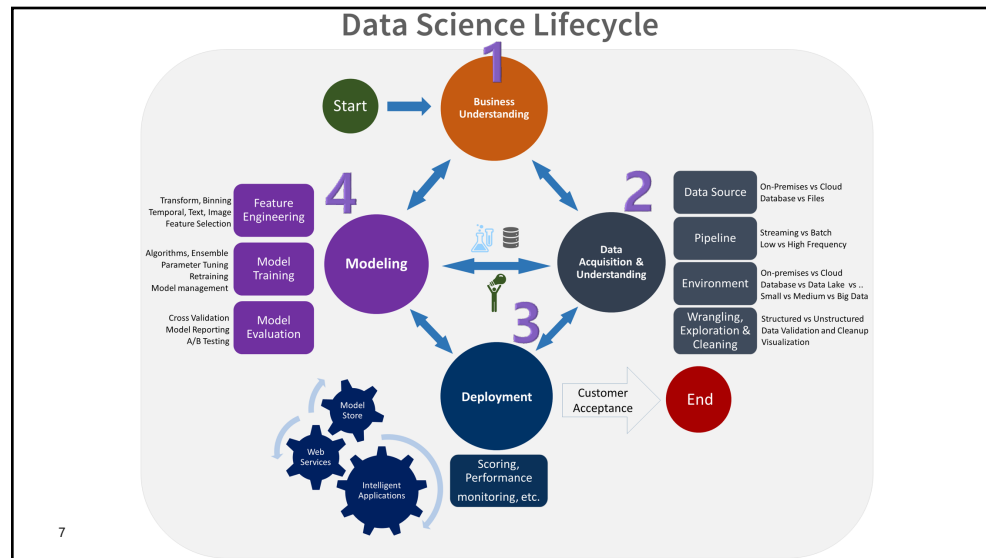 Data Science Lifecycle
1
Start
Business
Understanding
4
2
Feature
Engineering
Transform, Binning
Temporal, Text, Image
Feature Selection
Model
Training
Algorithms, Ensemble
Parameter Tuning
Retraining
Model management
Model
Evaluation
Cross Validation
Model Reporting
A/B Testing
Modeling
Data
Acquisition &
Understanding
Data Source
On-Premises vs Cloud
Database vs Files
Pipeline
Streaming vs Batch
Low vs High Frequency
Environment
On-premises vs Cloud
Database vs Data Lake vs ..
Small vs Medium vs Big Data
Wrangling,
Exploration &
Cleaning
Structured vs Unstructured
Data Validation and Cleanup
Visualization
3
Deployment
Customer
Acceptance
End
Model
Store
Web
Services
Intelligent
Applications
Scoring,
Performance
monitoring, etc.
7